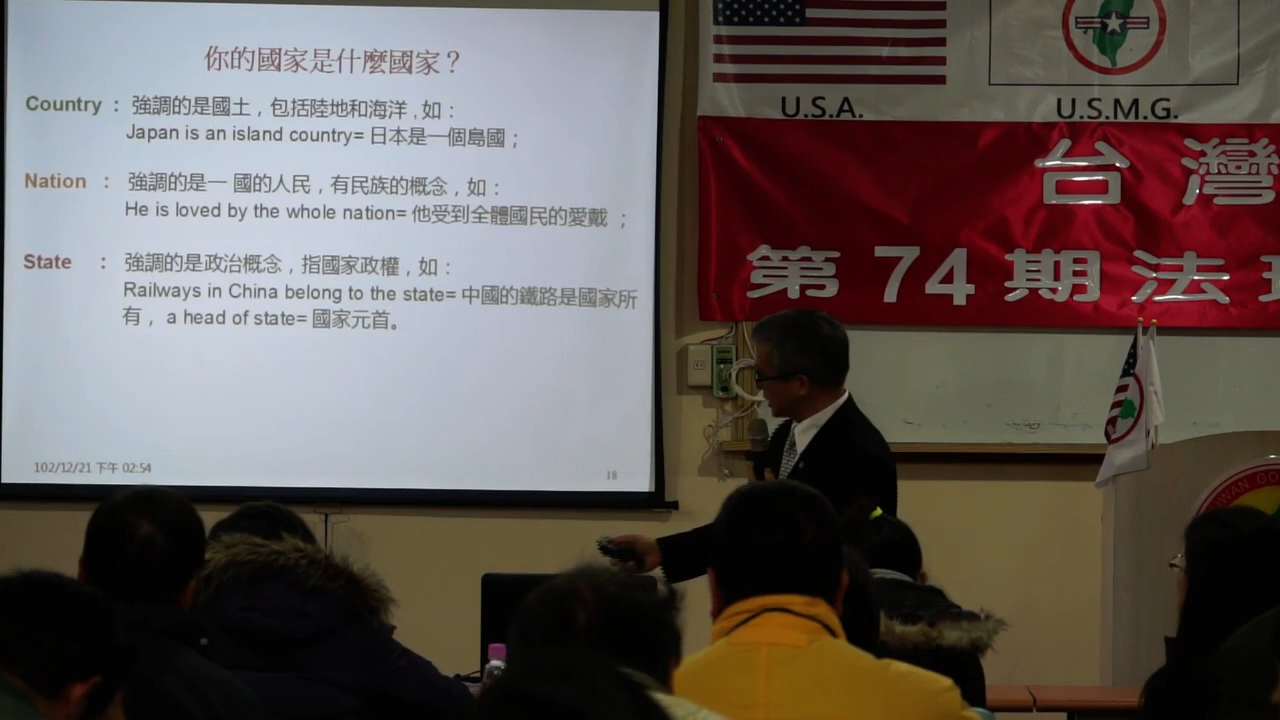 你的國家是什麼國家？
Country ： 強調的是國土，包括陸地和海洋，如：
Japan is an island country= 日本是一個島國；
Nation ： 強調的是一 國的人民，有民族的概念，如：
He is loved by the whole nation= 他受到全體國民的愛戴 ；
State ： 強調的是政治概念，指國家政權，如：
Railways in China belong to the state= 中國的鐵路是國家所
有， a head of state= 國家元首。
102/12/21 下午 02:54
18
U.S.A.
U.S.M.G.
台灣
第74期法理